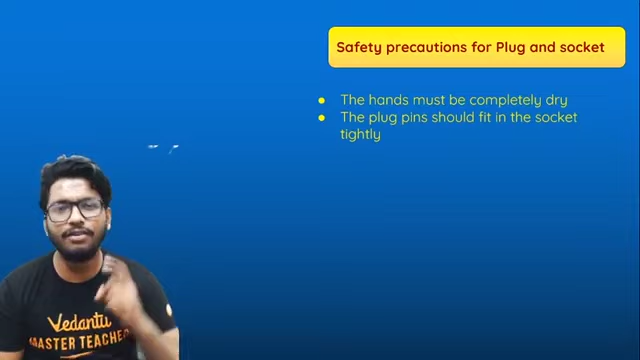 Safety precautions for Plug and socket
● The hands must be completely dry
● The plug pins should fit in the socket
tightly
Vedantu
MASTER TEACHER